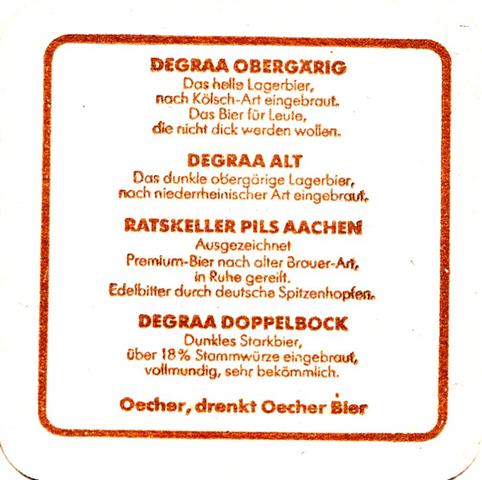 DEGRAA OBERGÄRIG
Das helle Lagerbier,
nach Kölsch-Art eingebraut.
Das Bier für Leute,
die nicht dick werden wollen.
DEGRAA ALT
Das dunkle obergärige Lagerbier,
nach niederrheinischer Art eingebraut.
RATSKELLER PILS AACHEN
Ausgezeichnet
Premium-Bier nach alter Brauer-Art,
in Ruhe gereift.
Edelbitter durch deutsche Spitzenhopfen.
DEGRAA DOPPELBOCK
Dunkles Starkbier,
über 18% Stammwürze eingebraut,
vollmundig, sehr bekömmlich.
Oecher, drenkt Oecher Bier